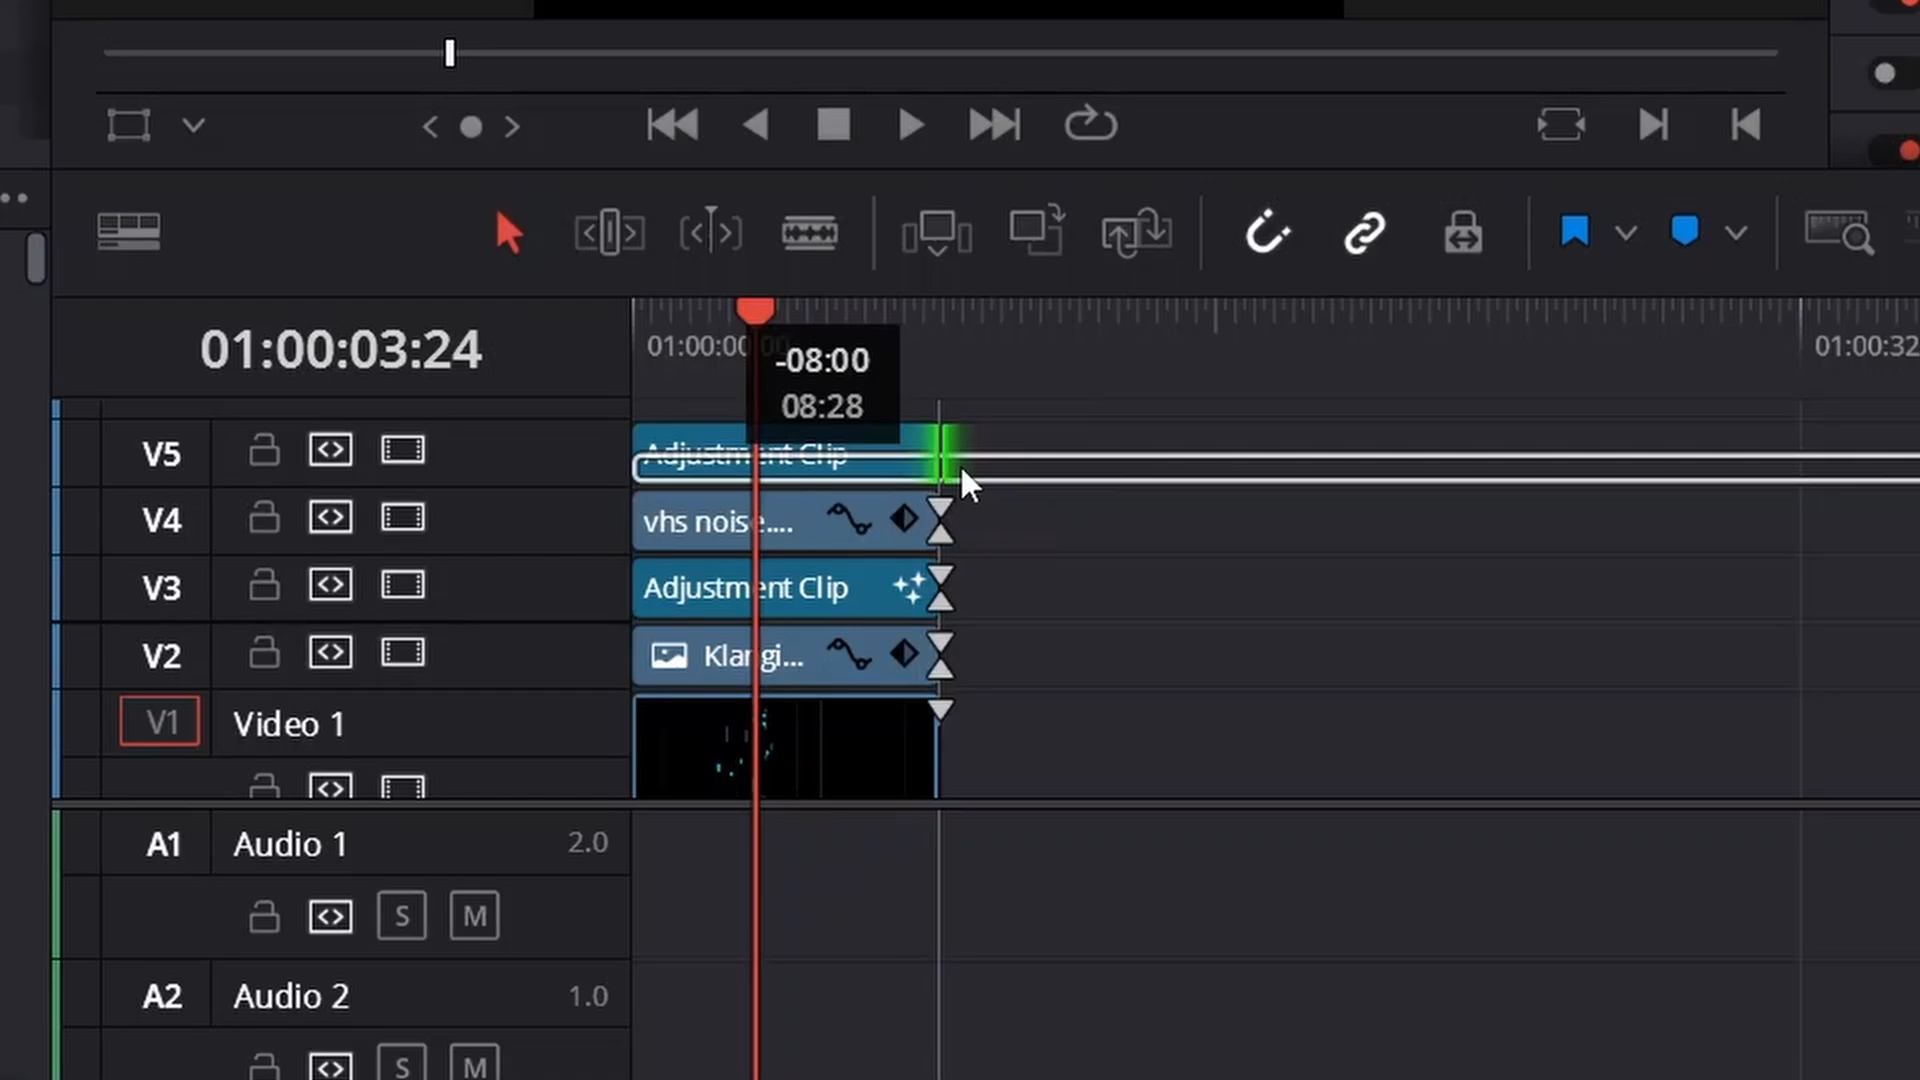 01:00:03:24
01:00:00:00
01:00:32
-08:00
08:28
V5
Adjustment Clip
V4
vhs noise....
V3
Adjustment Clip
V2
Klangi...
V1
Video 1
A1
Audio 1
2.0
S
M
A2
Audio 2
1.0
S
M